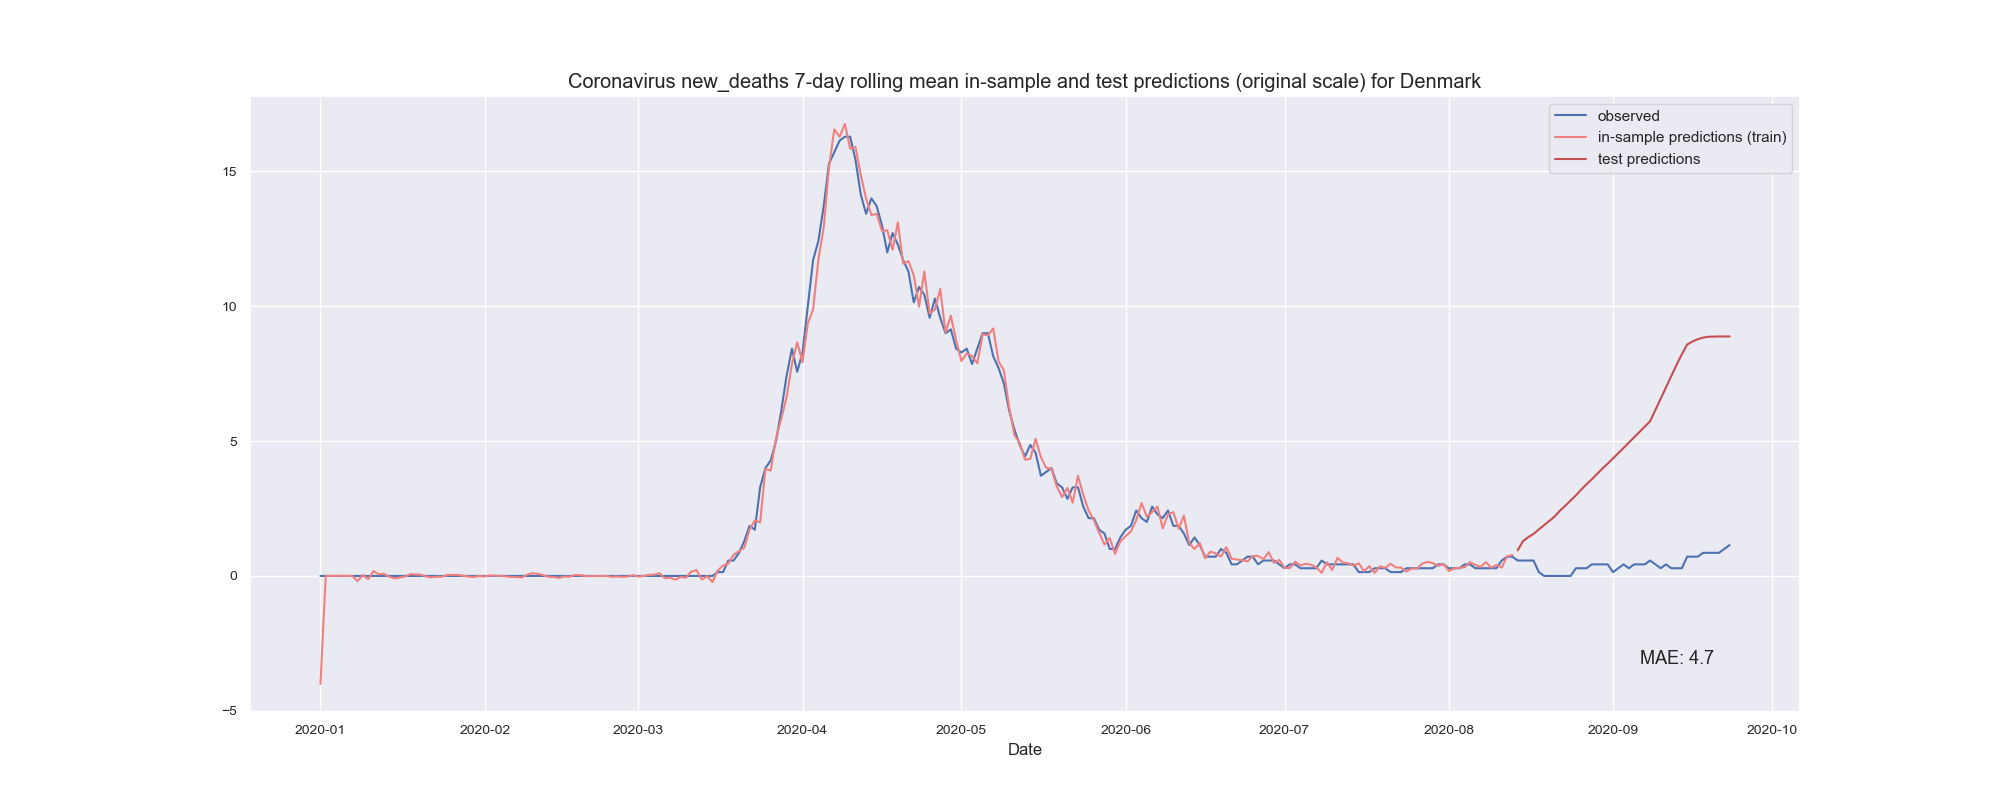 Coronavirus new_deaths 7-day rolling mean in-sample and test predictions (original scale) for Denmark
observed
in-sample predictions (train)
test predictions
15
10
5
0
−5
MAE: 4.7
2020-01 2020-02 2020-03 2020-04 2020-05 2020-06 2020-07 2020-08 2020-09 2020-10
Date